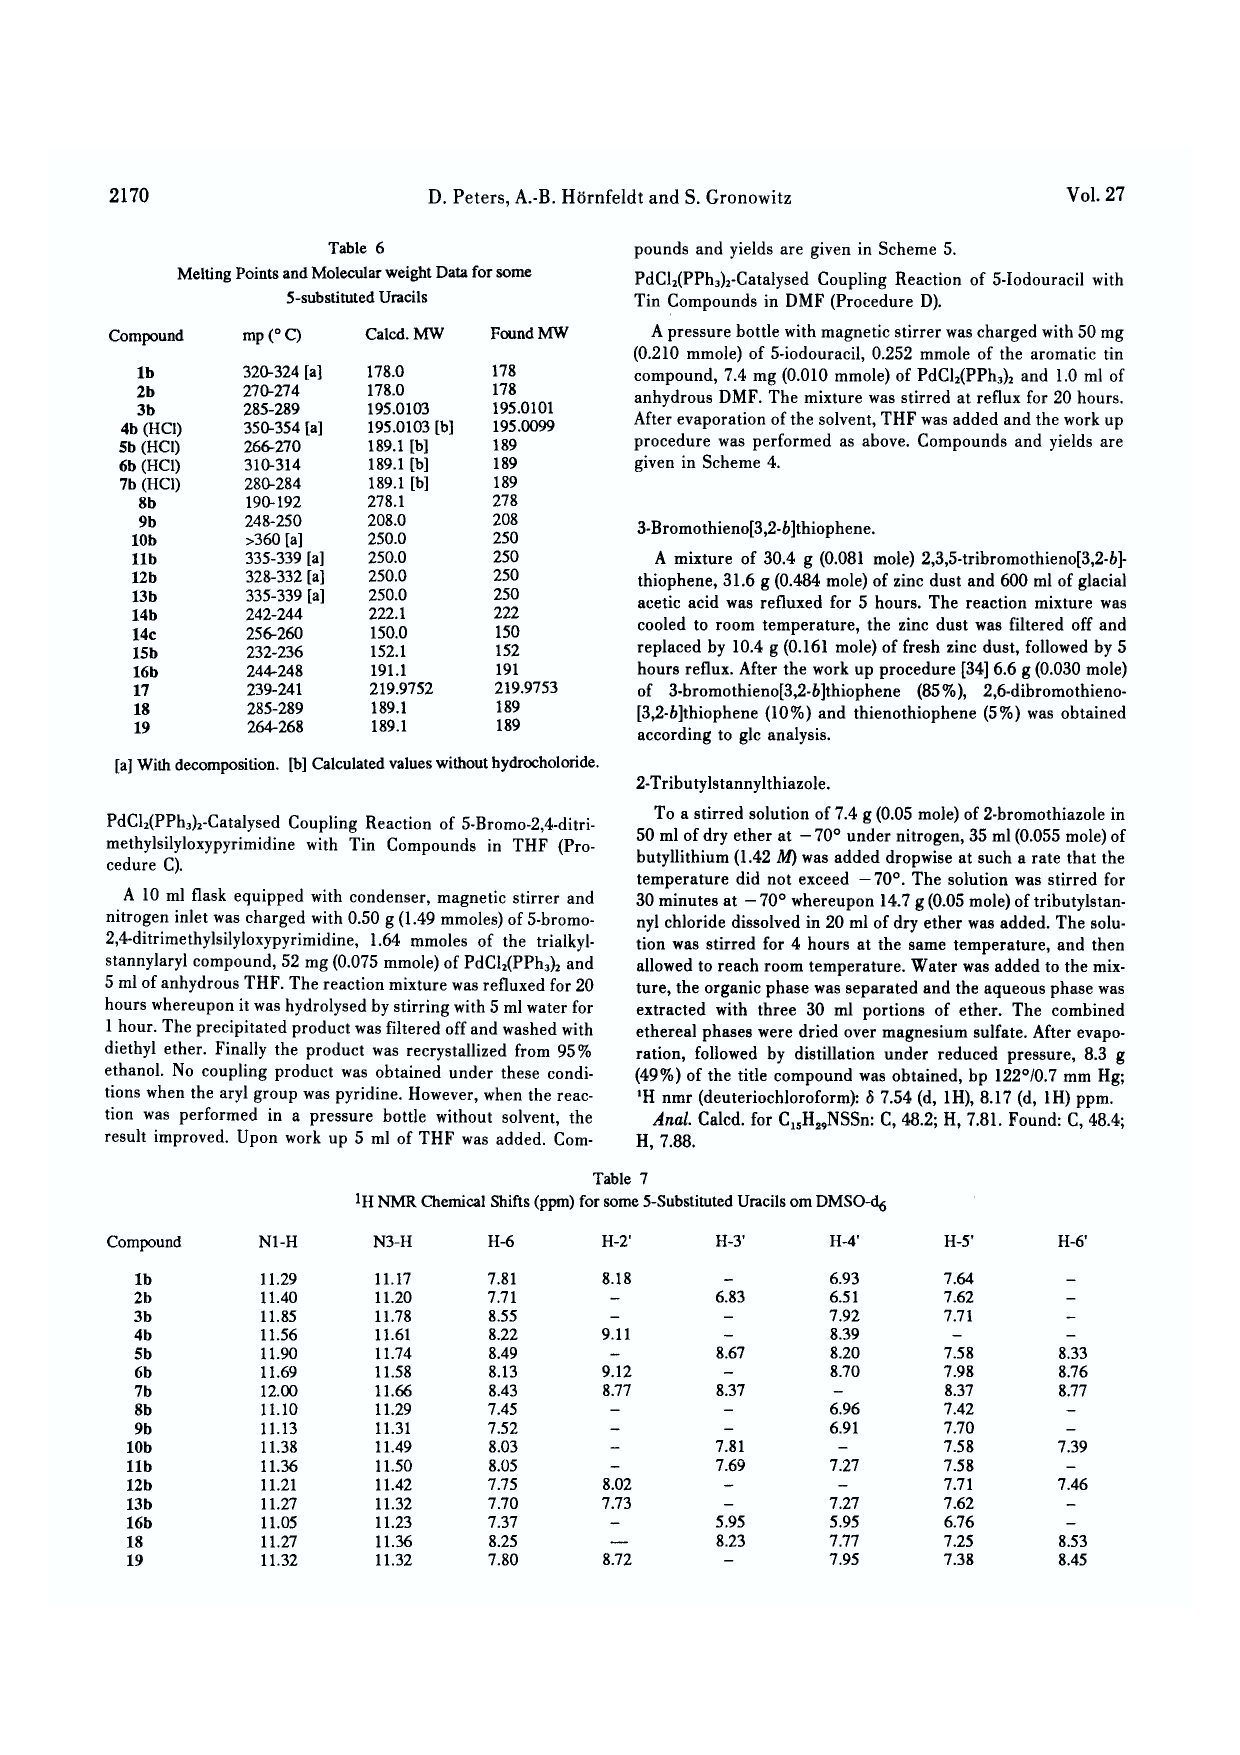 2170
D. Peters, A.-B. Hörnfeldt and S. Gronowitz
Vol. 27
Table 6
Melting Points and Molecular weight Data for some
5-substituted Uracils
Compound mp (° C) Calcd. MW Found MW
1b 320-324 [a] 178.0 178
2b 270-274 178.0 178
3b 285-289 195.0103 195.0101
4b (HCl) 350-354 [a] 195.0103 [b] 195.0099
5b (HCl) 266-270 189.1 [b] 189
6b (HCl) 310-314 189.1 [b] 189
7b (HCl) 280-284 189.1 [b] 189
8b 190-192 278.1 278
9b 248-250 208.0 208
10b >360 [a] 250.0 250
11b 335-339 [a] 250.0 250
12b 328-332 [a] 250.0 250
13b 335-339 [a] 250.0 250
14b 242-244 222.1 222
14c 256-260 150.0 150
15b 232-236 152.1 152
16b 244-248 191.1 191
17 239-241 219.9752 219.9753
18 285-289 189.1 189
19 264-268 189.1 189
[a] With decomposition. [b] Calculated values without hydrocholoride.
PdCl₂(PPh₃)₂-Catalysed Coupling Reaction of 5-Bromo-2,4-ditri-
methylsilyloxypyrimidine with Tin Compounds in THF (Pro-
cedure C).
A 10 ml flask equipped with condenser, magnetic stirrer and
nitrogen inlet was charged with 0.50 g (1.49 mmoles) of 5-bromo-
2,4-ditrimethylsilyloxypyrimidine, 1.64 mmoles of the trialkyl-
stannylaryl compound, 52 mg (0.075 mmole) of PdCl₂(PPh₃)₂ and
5 ml of anhydrous THF. The reaction mixture was refluxed for 20
hours whereupon it was hydrolysed by stirring with 5 ml water for
1 hour. The precipitated product was filtered off and washed with
diethyl ether. Finally the product was recrystallized from 95%
ethanol. No coupling product was obtained under these condi-
tions when the aryl group was pyridine. However, when the reac-
tion was performed in a pressure bottle without solvent, the
result improved. Upon work up 5 ml of THF was added. Com-
pounds and yields are given in Scheme 5.
PdCl₂(PPh₃)₂-Catalysed Coupling Reaction of 5-Iodouracil with
Tin Compounds in DMF (Procedure D).
A pressure bottle with magnetic stirrer was charged with 50 mg
(0.210 mmole) of 5-iodouracil, 0.252 mmole of the aromatic tin
compound, 7.4 mg (0.010 mmole) of PdCl₂(PPh₃)₂ and 1.0 ml of
anhydrous DMF. The mixture was stirred at reflux for 20 hours.
After evaporation of the solvent, THF was added and the work up
procedure was performed as above. Compounds and yields are
given in Scheme 4.
3-Bromothieno[3,2-b]thiophene.
A mixture of 30.4 g (0.081 mole) 2,3,5-tribromothieno[3,2-b]-
thiophene, 31.6 g (0.484 mole) of zinc dust and 600 ml of glacial
acetic acid was refluxed for 5 hours. The reaction mixture was
cooled to room temperature, the zinc dust was filtered off and
replaced by 10.4 g (0.161 mole) of fresh zinc dust, followed by 5
hours reflux. After the work up procedure [34] 6.6 g (0.030 mole)
of 3-bromothieno[3,2-b]thiophene (85%), 2,6-dibromothieno-
[3,2-b]thiophene (10%) and thienothiophene (5%) was obtained
according to glc analysis.
2-Tributylstannylthiazole.
To a stirred solution of 7.4 g (0.05 mole) of 2-bromothiazole in
50 ml of dry ether at −70° under nitrogen, 35 ml (0.055 mole) of
butyllithium (1.42 M) was added dropwise at such a rate that the
temperature did not exceed −70°. The solution was stirred for
30 minutes at −70° whereupon 14.7 g (0.05 mole) of tributylstan-
nyl chloride dissolved in 20 ml of dry ether was added. The solu-
tion was stirred for 4 hours at the same temperature, and then
allowed to reach room temperature. Water was added to the mix-
ture, the organic phase was separated and the aqueous phase was
extracted with three 30 ml portions of ether. The combined
ethereal phases were dried over magnesium sulfate. After evapo-
ration, followed by distillation under reduced pressure, 8.3 g
(49%) of the title compound was obtained, bp 122°/0.7 mm Hg;
¹H nmr (deuteriochloroform): δ 7.54 (d, 1H), 8.17 (d, 1H) ppm.
Anal. Calcd. for C₁₅H₂₉NSSn: C, 48.2; H, 7.81. Found: C, 48.4;
H, 7.88.
Table 7
¹H NMR Chemical Shifts (ppm) for some 5-Substituted Uracils om DMSO-d₆
Compound N1-H N3-H H-6 H-2' H-3' H-4' H-5' H-6'
1b 11.29 11.17 7.81 8.18 – 6.93 7.64 –
2b 11.40 11.20 7.71 – 6.83 6.51 7.62 –
3b 11.85 11.78 8.55 – – 7.92 7.71 –
4b 11.56 11.61 8.22 9.11 – 8.39 – –
5b 11.90 11.74 8.49 – 8.67 8.20 7.58 8.33
6b 11.69 11.58 8.13 9.12 – 8.70 7.98 8.76
7b 12.00 11.66 8.43 8.77 8.37 – 8.37 8.77
8b 11.10 11.29 7.45 – – 6.96 7.42 –
9b 11.13 11.31 7.52 – – 6.91 7.70 –
10b 11.38 11.49 8.03 – 7.81 – 7.58 7.39
11b 11.36 11.50 8.05 – 7.69 7.27 7.58 –
12b 11.21 11.42 7.75 8.02 – – 7.71 7.46
13b 11.27 11.32 7.70 7.73 – 7.27 7.62 –
16b 11.05 11.23 7.37 – 5.95 5.95 6.76 –
18 11.27 11.36 8.25 — 8.23 7.77 7.25 8.53
19 11.32 11.32 7.80 8.72 – 7.95 7.38 8.45